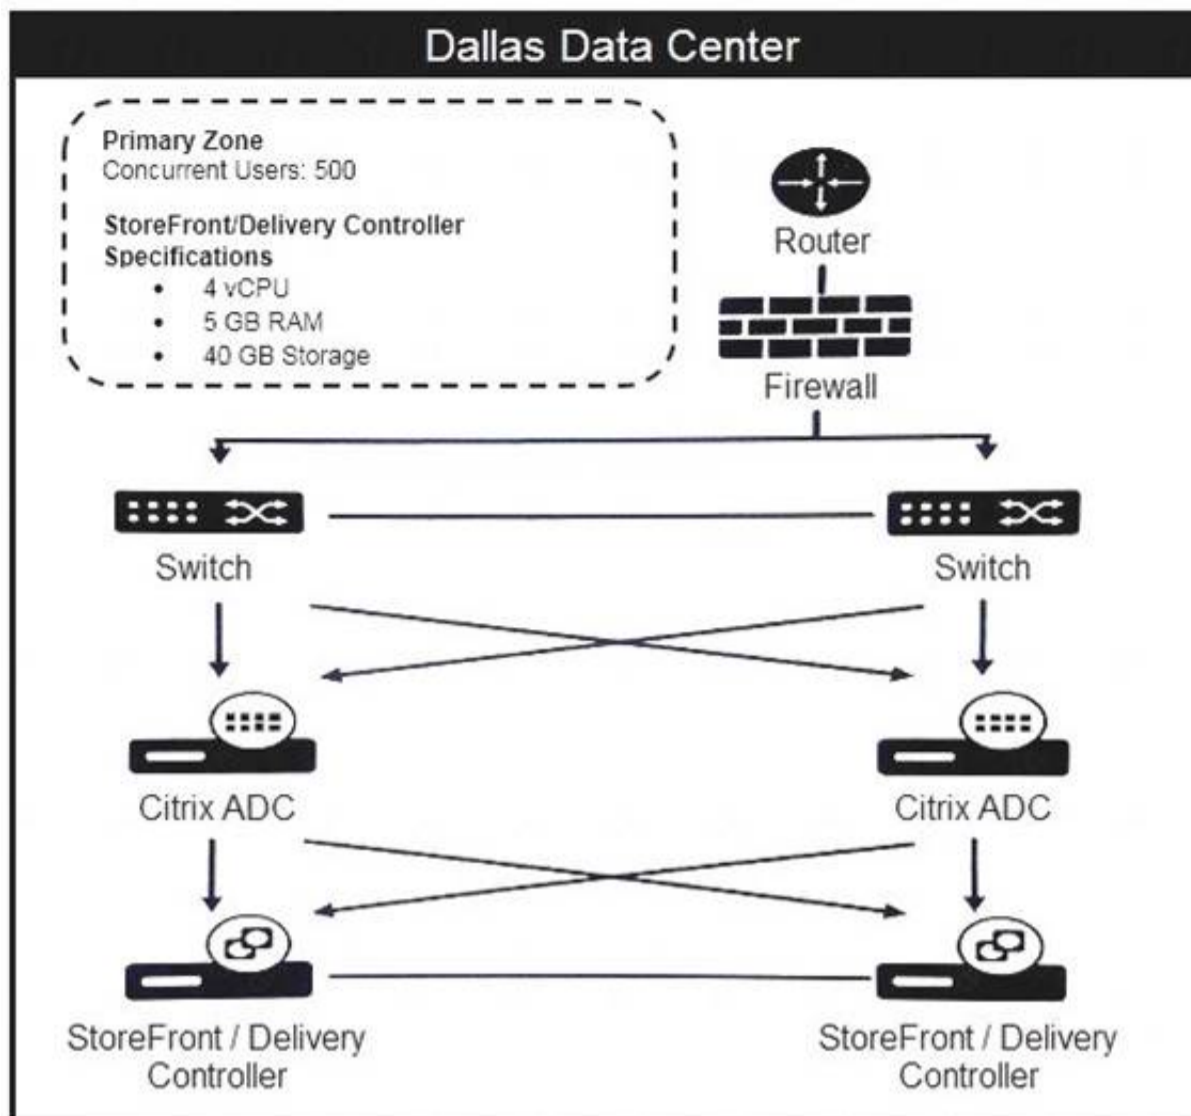 Dallas Data Center
Primary Zone
Concurrent Users: 500
StoreFront/Delivery Controller
Specifications
• 4 vCPU
• 5 GB RAM
• 40 GB Storage
Router
Firewall
Switch
Switch
Citrix ADC
Citrix ADC
StoreFront / Delivery
Controller
StoreFront / Delivery
Controller